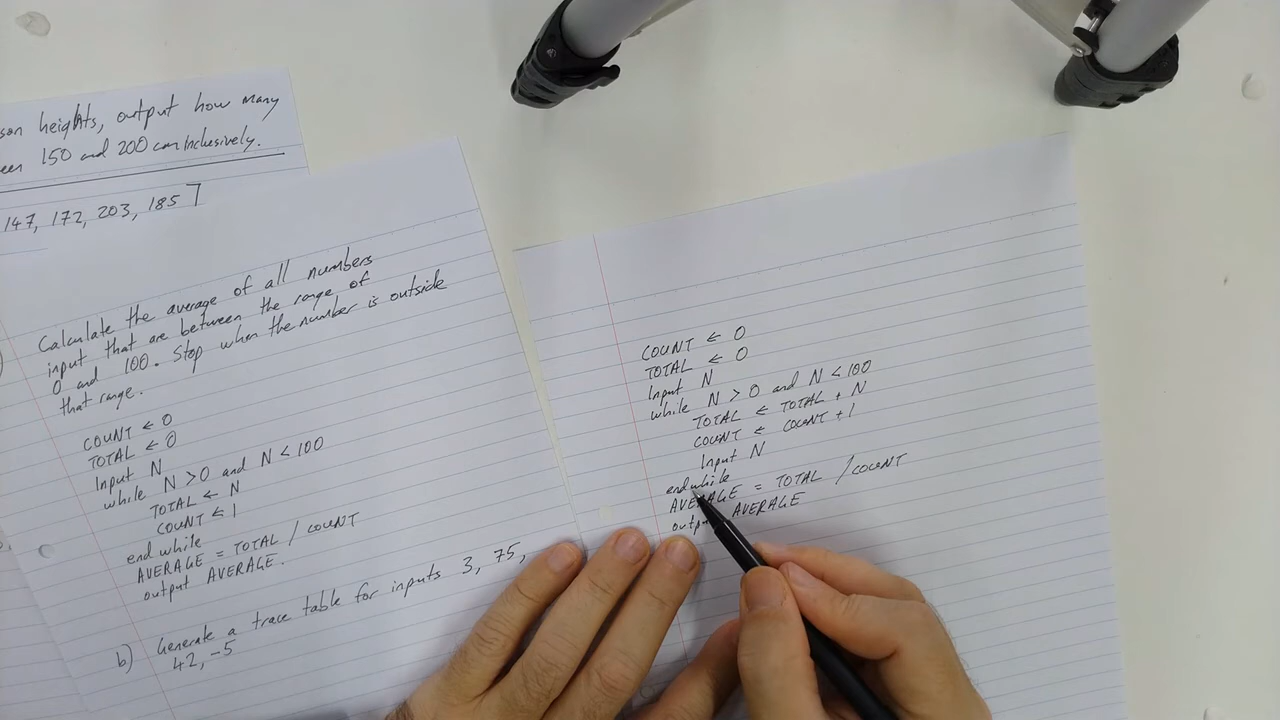 son heights, output how many
een 150 and 200 cm inclusively.
147, 172, 203, 185]
)
Calculate the average of all numbers
input that are between the range of
0 and 100. Stop when the number is outside
that range.
COUNT ← 0
TOTAL ← 0
Input N
while N > 0 and N < 100
TOTAL ← N
COUNT ← 1
end while
AVERAGE = TOTAL / COUNT
output AVERAGE.
b) Generate a trace table for inputs 3, 75,
42, -5
COUNT ← 0
TOTAL ← 0
Input N
while N > 0 and N < 100
TOTAL ← TOTAL + N
COUNT ← COUNT + 1
Input N
end while
AVERAGE = TOTAL / COUNT
outp AVERAGE